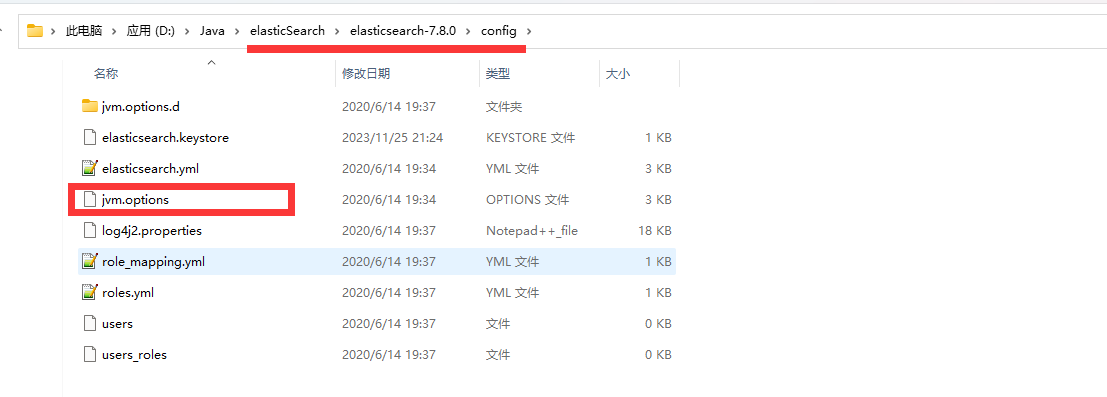 此电脑 > 应用 (D:) > Java > elasticSearch > elasticsearch-7.8.0 > config >
名称 修改日期 类型 大小
jvm.options.d 2020/6/14 19:37 文件夹
elasticsearch.keystore 2023/11/25 21:24 KEYSTORE 文件 1 KB
elasticsearch.yml 2020/6/14 19:34 YML 文件 3 KB
jvm.options 2020/6/14 19:34 OPTIONS 文件 3 KB
log4j2.properties 2020/6/14 19:37 Notepad++_file 18 KB
role_mapping.yml 2020/6/14 19:37 YML 文件 1 KB
roles.yml 2020/6/14 19:37 YML 文件 1 KB
users 2020/6/14 19:37 文件 0 KB
users_roles 2020/6/14 19:37 文件 0 KB